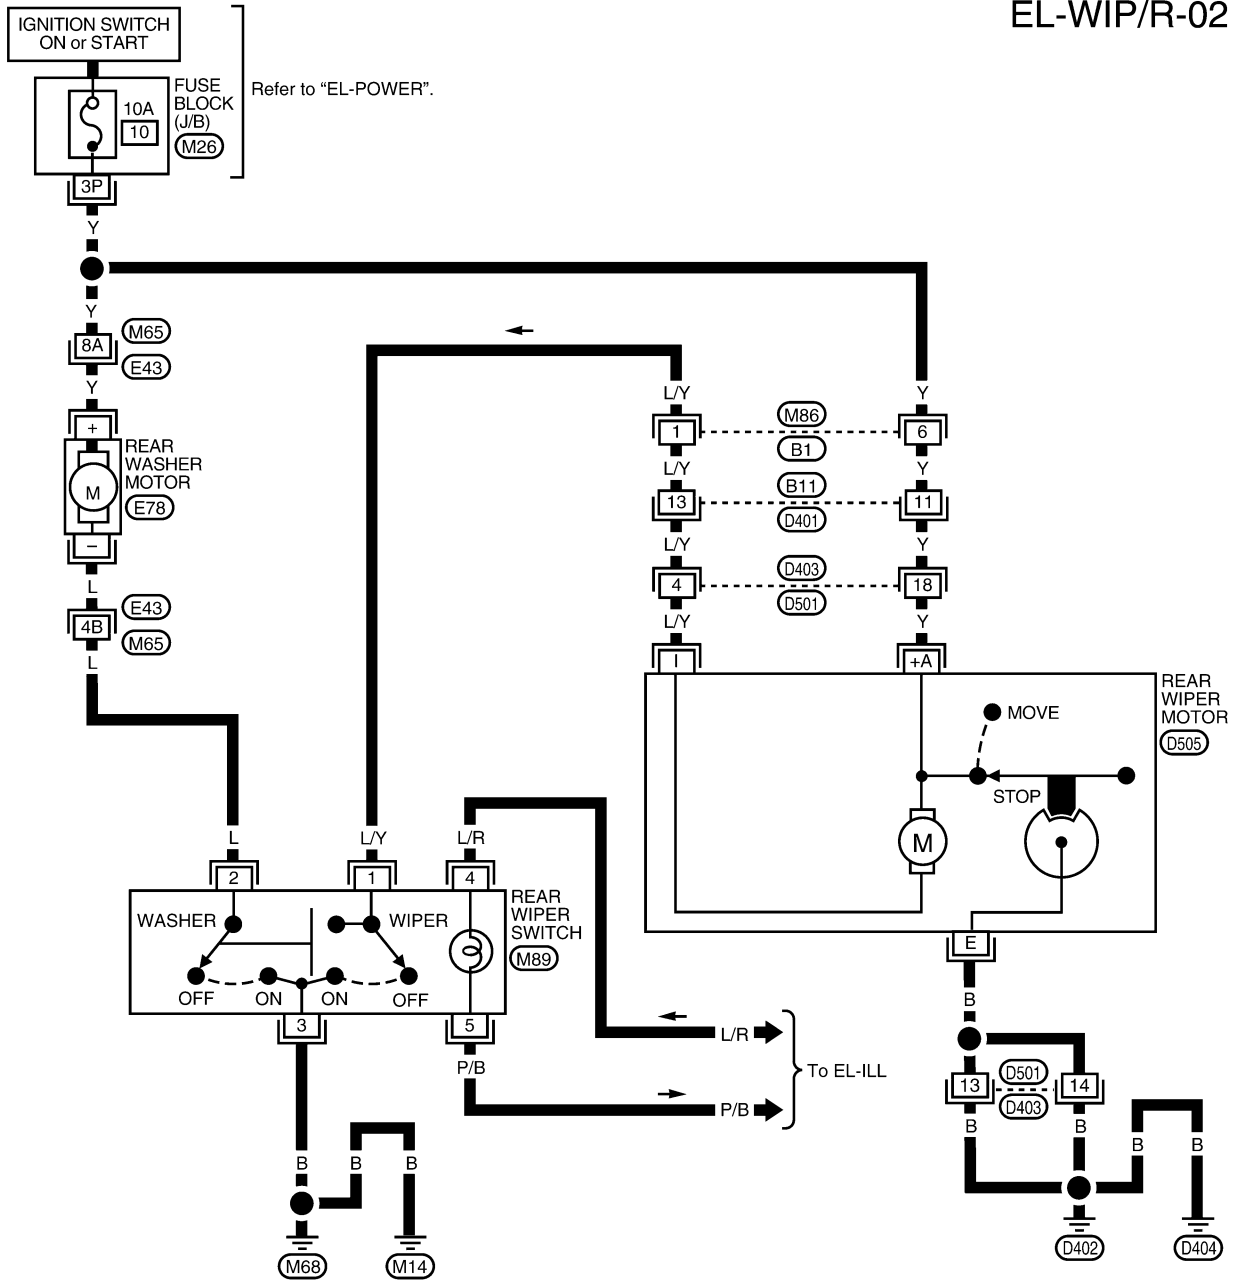 EL-WIP/R-02
IGNITION SWITCH
ON or START
FUSE
BLOCK
(J/B)
M26
10A
10
Refer to “EL-POWER”.
3P
Y
Y
8A
M65
E43
Y
+
REAR
WASHER
MOTOR
E78
M
–
L
4B
E43
M65
L
L/Y
Y
1
M86
B1
6
L/Y
Y
13
B11
D401
11
L/Y
Y
4
D403
D501
18
L/Y
Y
I
+A
REAR
WIPER
MOTOR
D505
MOVE
STOP
M
E
L
L/Y
L/R
2
1
4
REAR
WIPER
SWITCH
M89
WASHER
WIPER
OFF
ON
ON
OFF
3
5
P/B
L/R
P/B
To EL-ILL
B
13
D501
D403
14
B
B
B
B
B
B
B
M68
M14
D402
D404